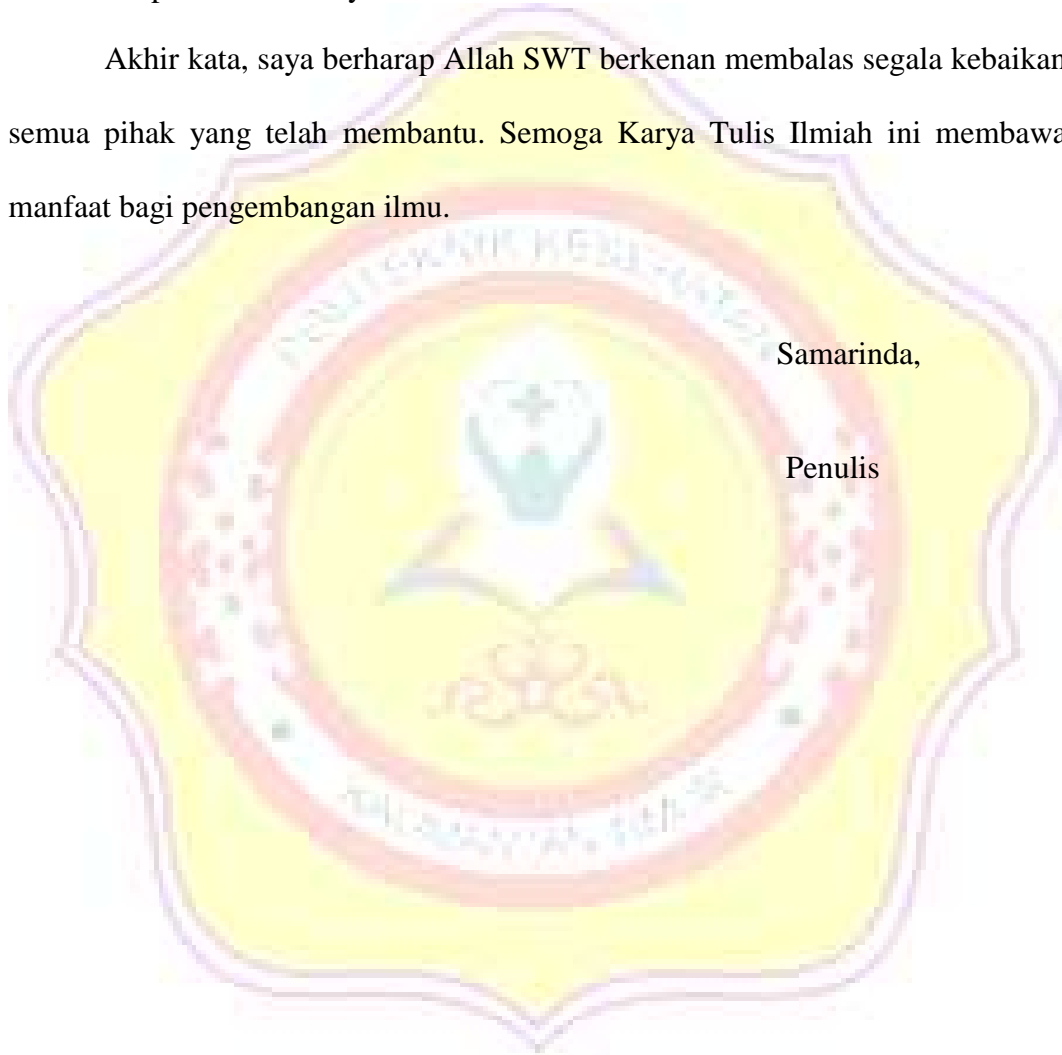 Akhir kata, saya berharap Allah SWT berkenan membalas segala kebaikan
semua pihak yang telah membantu. Semoga Karya Tulis Ilmiah ini membawa
manfaat bagi pengembangan ilmu.
Samarinda,
Penulis